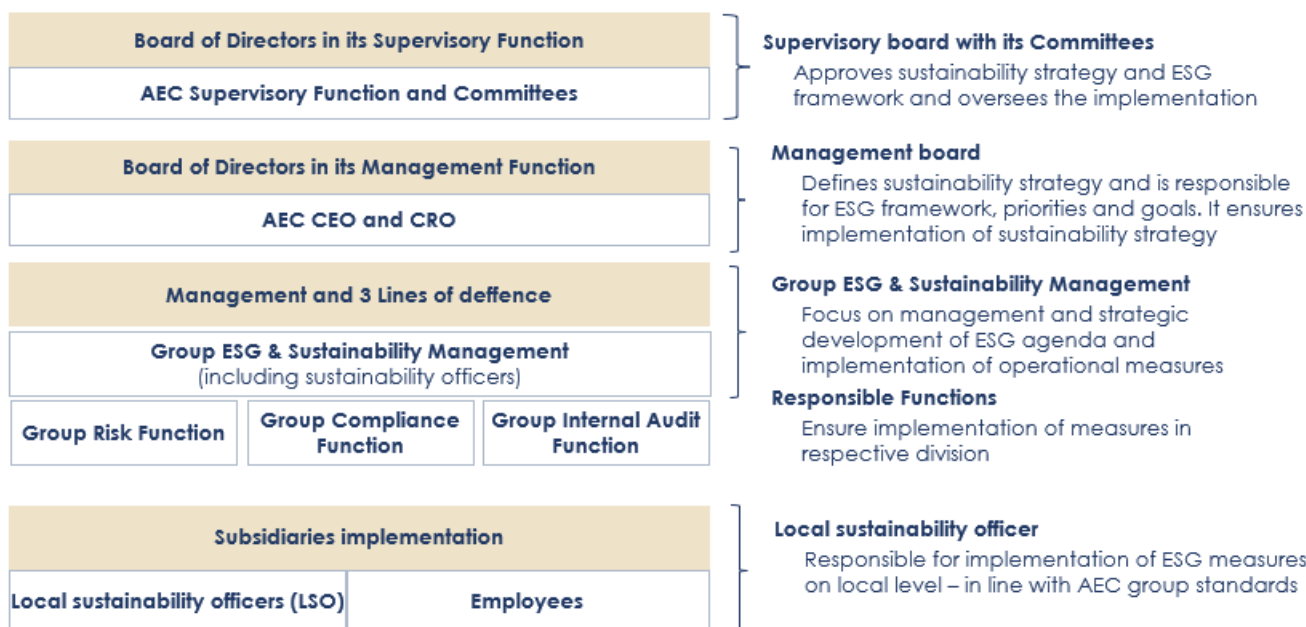 Board of Directors in its Supervisory Function
AEC Supervisory Function and Committees
Supervisory board with its Committees
Approves sustainability strategy and ESG
framework and oversees the implementation
Board of Directors in its Management Function
AEC CEO and CRO
Management board
Defines sustainability strategy and is responsible
for ESG framework, priorities and goals. It ensures
implementation of sustainability strategy
Management and 3 Lines of deffence
Group ESG & Sustainability Management
(including sustainability officers)
Group Risk Function
Group Compliance
Function
Group Internal Audit
Function
Group ESG & Sustainability Management
Focus on management and strategic
development of ESG agenda and
implementation of operational measures
Responsible Functions
Ensure implementation of measures in
respective division
Subsidiaries implementation
Local sustainability officers (LSO)
Employees
Local sustainability officer
Responsible for implementation of ESG measures
on local level – in line with AEC group standards